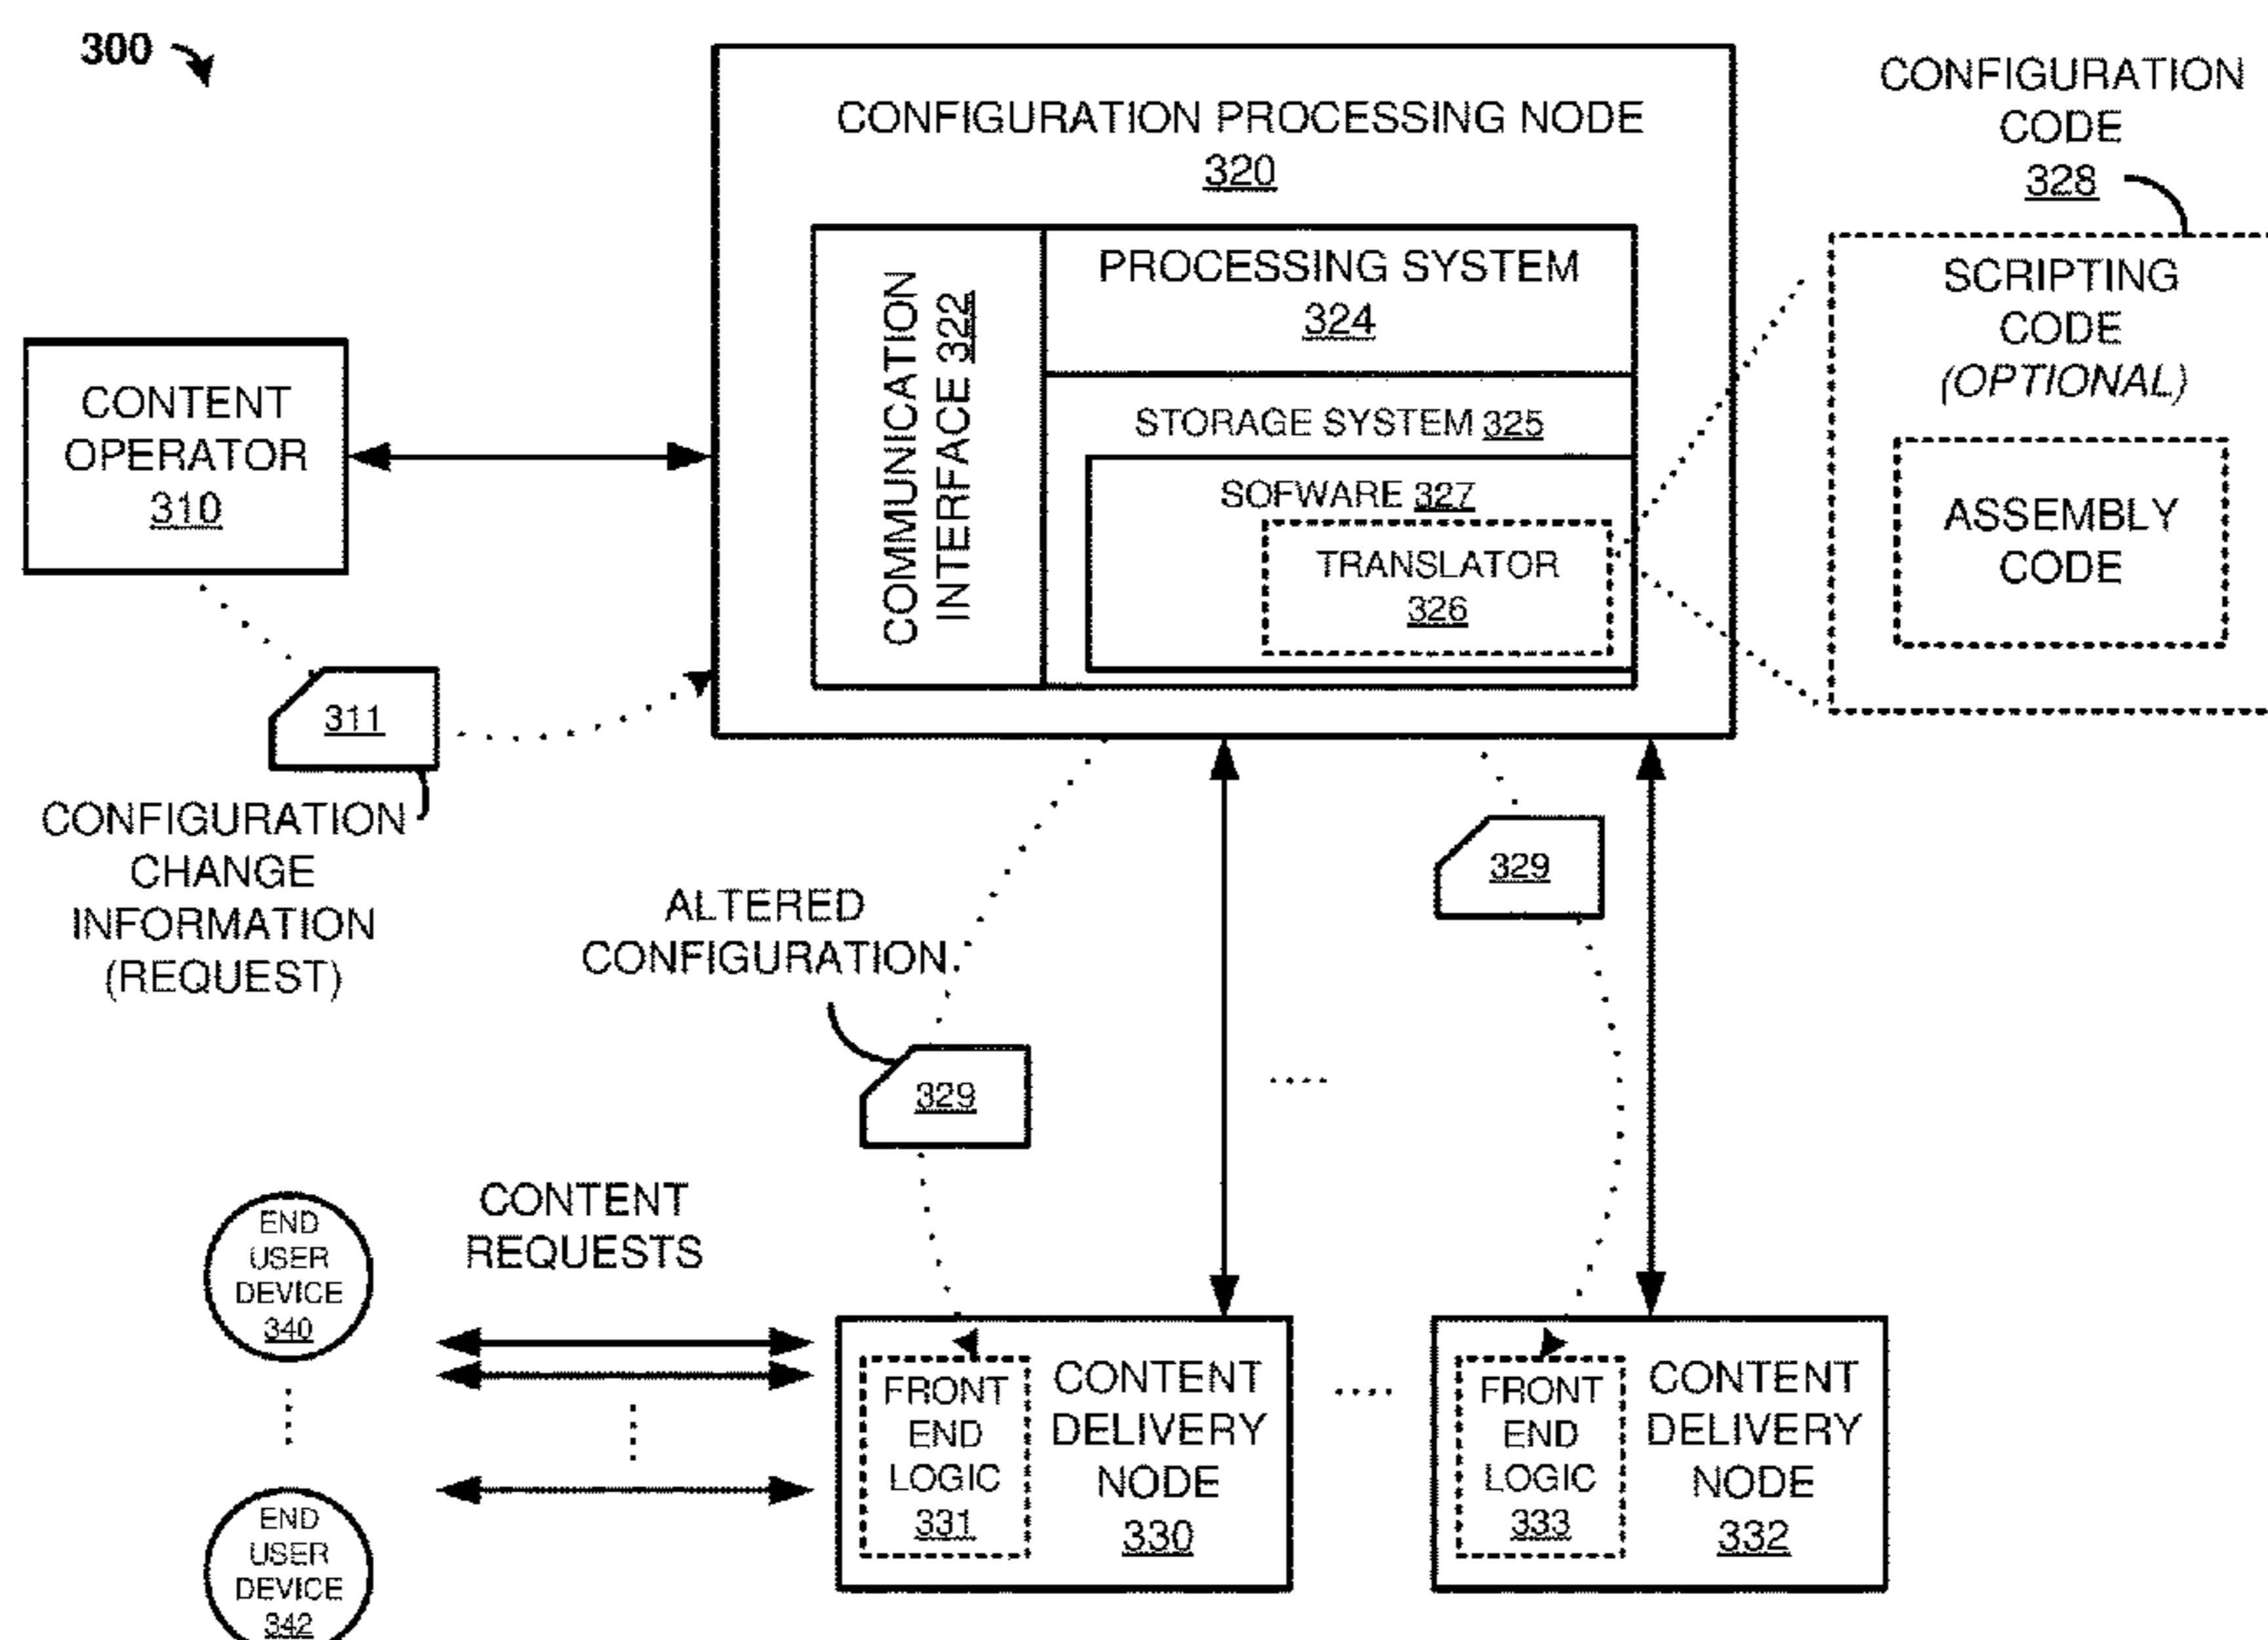 300
CONFIGURATION PROCESSING NODE
320
CONFIGURATION
CODE
328
COMMUNICATION
INTERFACE 322
PROCESSING SYSTEM
324
STORAGE SYSTEM 325
SOFWARE 327
TRANSLATOR
326
SCRIPTING
CODE
(OPTIONAL)
ASSEMBLY
CODE
CONTENT
OPERATOR
310
311
CONFIGURATION
CHANGE
INFORMATION
(REQUEST)
ALTERED
CONFIGURATION
329
329
CONTENT
REQUESTS
END
USER
DEVICE
340
END
USER
DEVICE
342
FRONT
END
LOGIC
331
CONTENT
DELIVERY
NODE
330
FRONT
END
LOGIC
333
CONTENT
DELIVERY
NODE
332